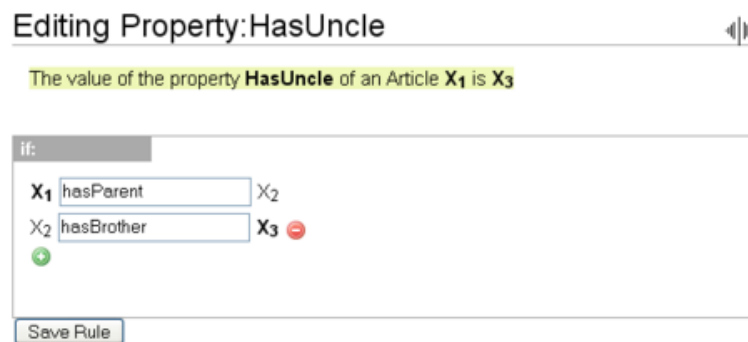 Editing Property:HasUncle
The value of the property HasUncle of an Article X1 is X3
if:
X1 hasParent X2
X2 hasBrother X3
Save Rule